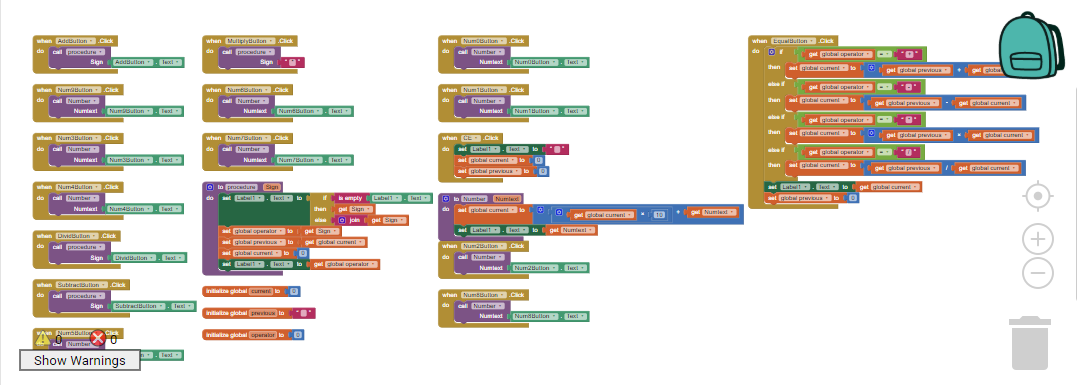 when AddButton .Click
do call procedure
Sign AddButton . Text
when Num9Button .Click
do call Number
Numtext Num9Button . Text
when Num3Button .Click
do call Number
Numtext Num3Button . Text
when Num4Button .Click
do call Number
Numtext Num4Button . Text
when DividButton .Click
do call procedure
Sign DividButton . Text
when SubtractButton .Click
do call procedure
Sign SubtractButton . Text
when Num5Button .Click
do call Number
0 0
Show Warnings
when MultiplyButton .Click
do call procedure
Sign " * "
when Num6Button .Click
do call Number
Numtext Num6Button . Text
when Num7Button .Click
do call Number
Numtext Num7Button . Text
to procedure Sign
do set Label1 . Text to if is empty Label1 . Text
then get Sign
else join get Sign
set global operator to get Sign
set global previous to get global current
set global current to 0
set Label1 . Text to get global operator
initialize global current to 0
initialize global previous to " "
initialize global operator to 0
when Num0Button .Click
do call Number
Numtext Num0Button . Text
when Num1Button .Click
do call Number
Numtext Num1Button . Text
when CE .Click
do set Label1 . Text to " "
set global current to 0
set global previous to 0
to Number Numtext
do set global current to get global current × 10 + get Numtext
set Label1 . Text to get Numtext
when Num2Button .Click
do call Number
Numtext Num2Button . Text
when Num8Button .Click
do call Number
Numtext Num8Button . Text
when EqualButton .Click
do if get global operator = " + "
then set global current to get global previous + get global
else if get global operator = " - "
then set global current to get global previous - get global current
else if get global operator = " * "
then set global current to get global previous × get global current
else if get global operator = " / "
then set global current to get global previous / get global current
set Label1 . Text to get global current
set global previous to 0